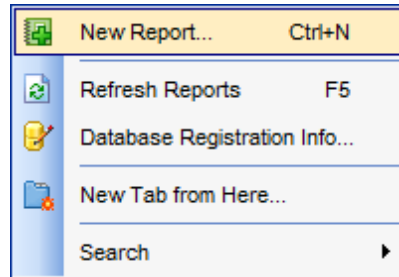 New Report... Ctrl+N
Refresh Reports F5
Database Registration Info...
New Tab from Here...
Search